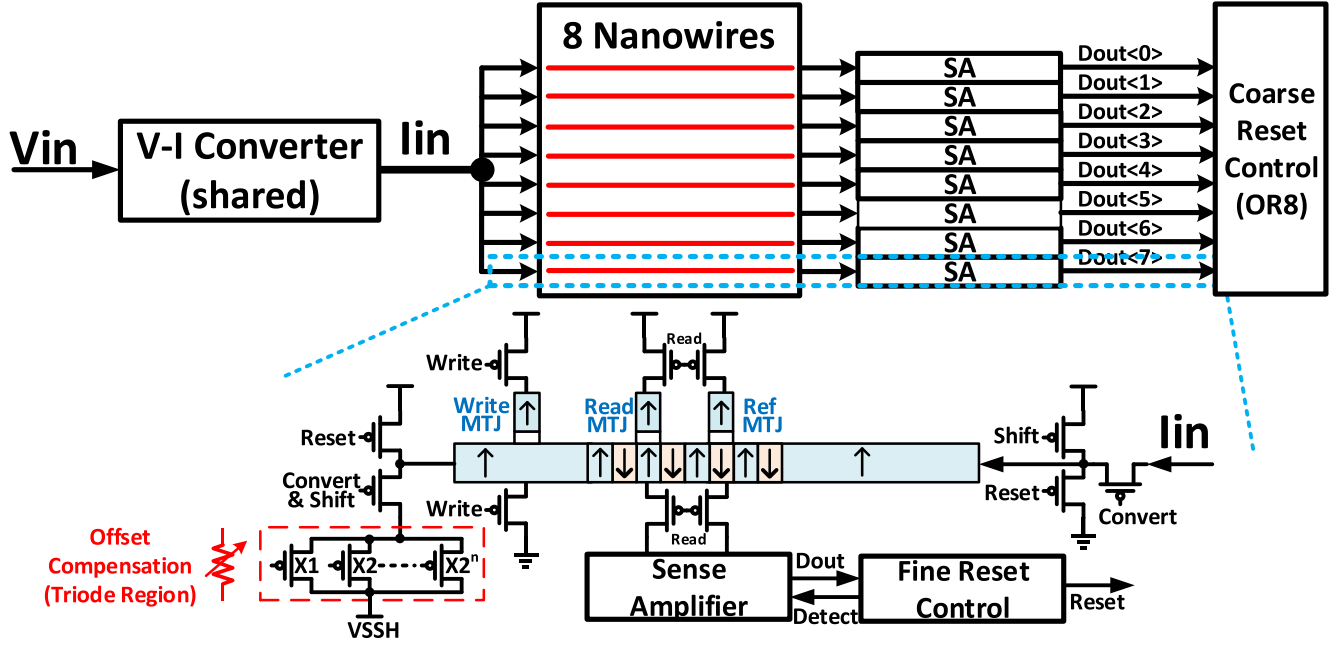 8 Nanowires
Vin
V-I Converter
(shared)
Iin
SA
SA
SA
SA
SA
SA
SA
SA
Dout<0>
Dout<1>
Dout<2>
Dout<3>
Dout<4>
Dout<5>
Dout<6>
Dout<7>
Coarse
Reset
Control
(OR8)
Write
Read
Write
MTJ
Read
MTJ
Ref
MTJ
Reset
Convert
& Shift
Write
Read
Shift
Reset
Iin
Convert
Offset
Compensation
(Triode Region)
X1
X2
X2ⁿ
VSSH
Sense
Amplifier
Dout
Detect
Fine Reset
Control
Reset